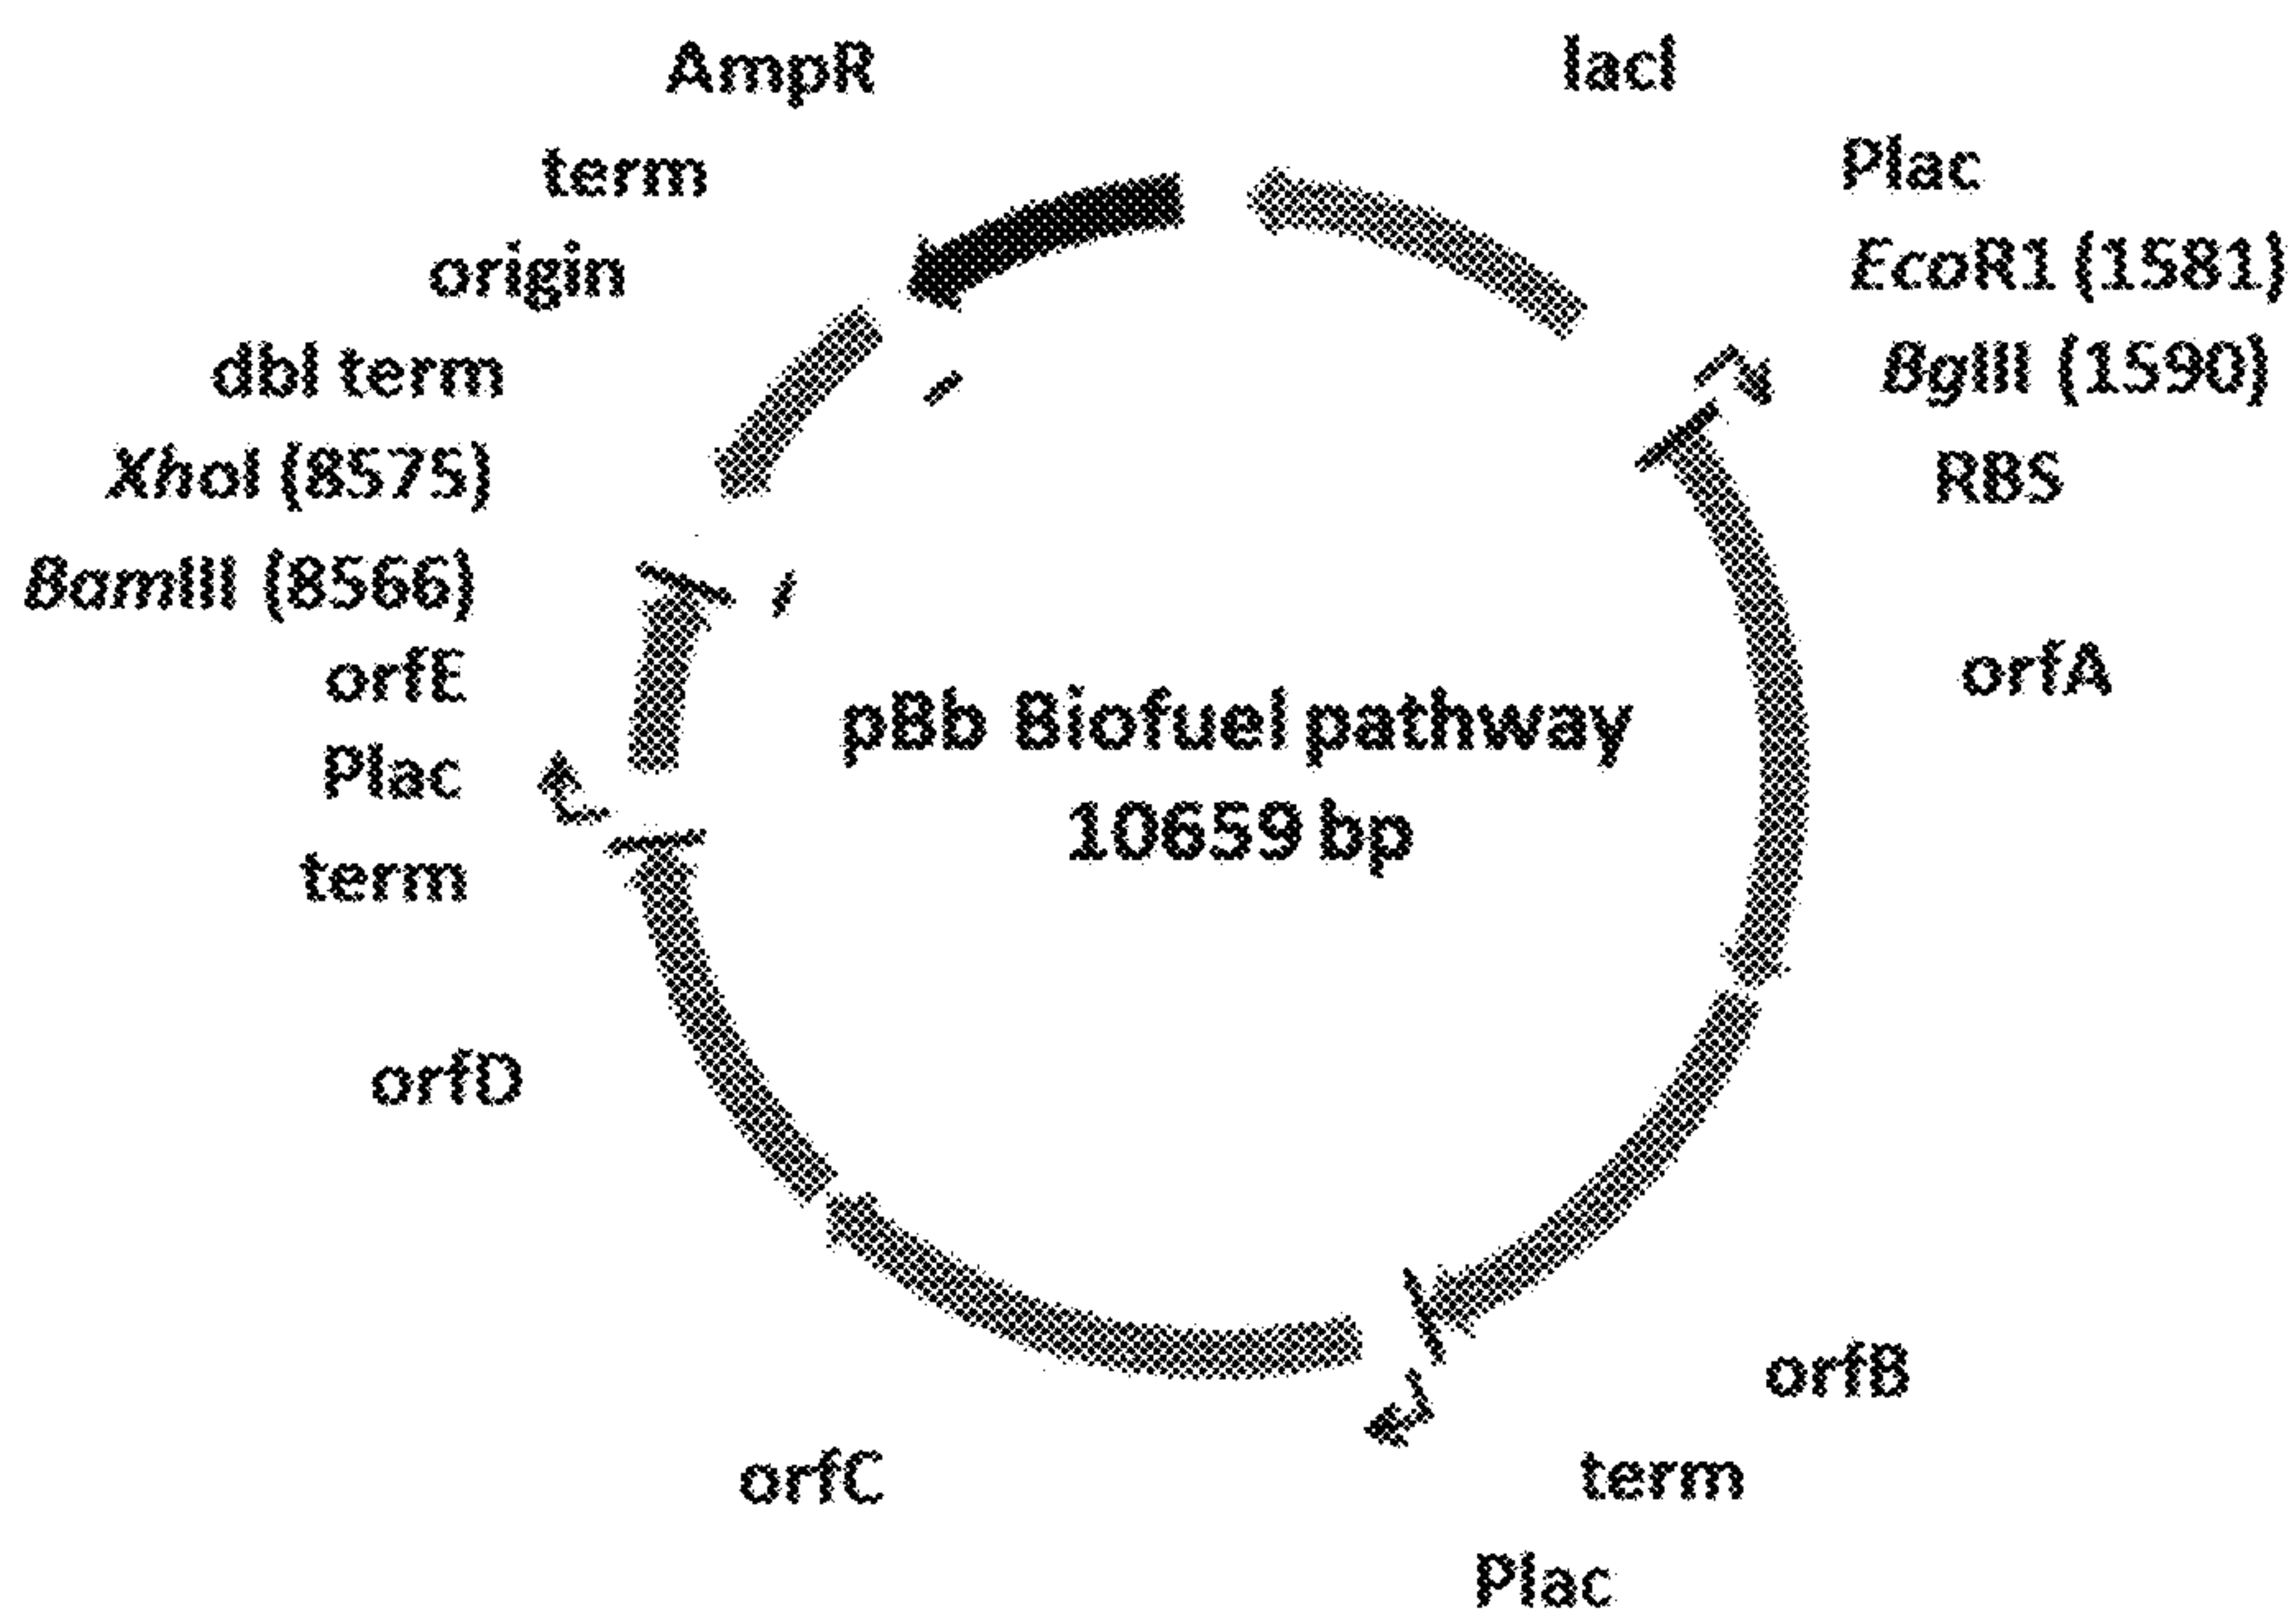 AmpR
term
origin
dbl term
XhoI (8575)
BamIII (8566)
orfE
Plac
term
orfD
orfC
pBb Biofuel pathway
10659 bp
lacI
Plac
EcoR1 (1581)
BglII (1590)
RBS
orfA
orfB
term
Plac